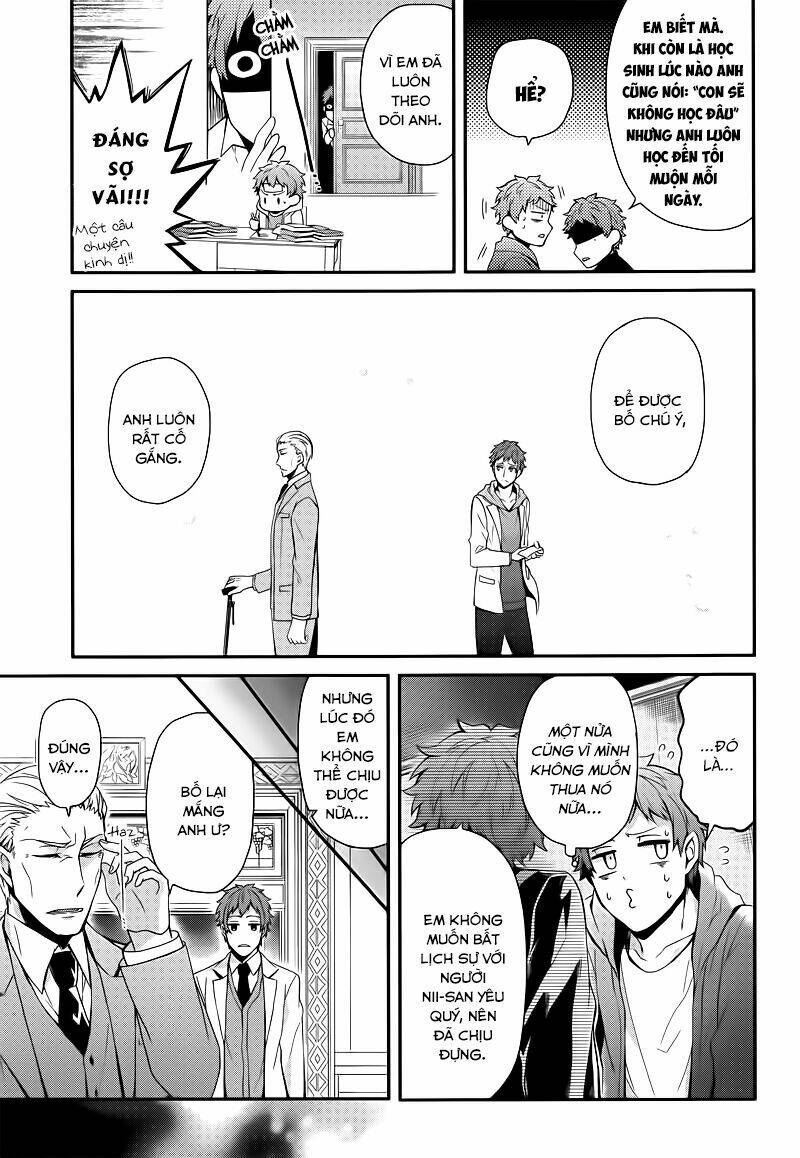 EM BIẾT MÀ.
KHI CÒN LÀ HỌC
SINH LÚC NÀO ANH
CŨNG NÓI: "CON SẼ
KHÔNG HỌC ĐÂU"
NHƯNG ANH LUÔN
HỌC ĐẾN TỐI
MUỘN MỖI
NGÀY.
HỂ?
VÌ EM ĐÃ
LUÔN
THEO
DÕI ANH.
CHẰM
CHẰM
ĐÁNG
SỢ
VÃI!!!
Một câu
chuyện
kinh dị!!
ĐỂ ĐƯỢC
BỐ CHÚ Ý,
ANH LUÔN
RẤT CỐ
GẮNG.
...ĐÓ
LÀ...
MỘT NỬA
CŨNG VÌ MÌNH
KHÔNG MUỐN
THUA NÓ
NỮA...
EM KHÔNG
MUỐN BẤT
LỊCH SỰ VỚI
NGƯỜI
NII-SAN YÊU
QUÝ, NÊN
ĐÃ CHỊU
ĐỰNG.
NHƯNG
LÚC ĐÓ
EM
KHÔNG
THỂ CHỊU
ĐƯỢC
NỮA...
BỐ LẠI
MẮNG
ANH Ư?
ĐÚNG
VẬY...
Haz